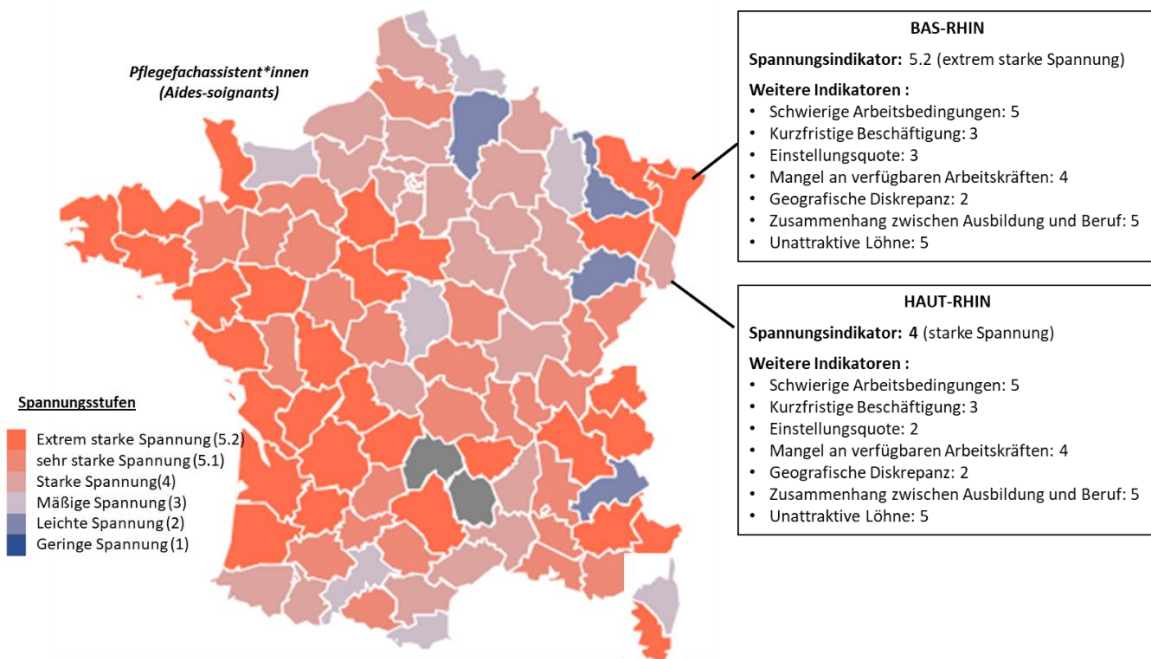 Pflegefachassistent*innen
(Aides-soignants)
Spannungsstufen
Extrem starke Spannung (5.2)
sehr starke Spannung (5.1)
Starke Spannung(4)
Mäßige Spannung (3)
Leichte Spannung (2)
Geringe Spannung (1)
BAS-RHIN
Spannungsindikator: 5.2 (extrem starke Spannung)
Weitere Indikatoren :
• Schwierige Arbeitsbedingungen: 5
• Kurzfristige Beschäftigung: 3
• Einstellungsquote: 3
• Mangel an verfügbaren Arbeitskräften: 4
• Geografische Diskrepanz: 2
• Zusammenhang zwischen Ausbildung und Beruf: 5
• Unattraktive Löhne: 5
HAUT-RHIN
Spannungsindikator: 4 (starke Spannung)
Weitere Indikatoren :
• Schwierige Arbeitsbedingungen: 5
• Kurzfristige Beschäftigung: 3
• Einstellungsquote: 2
• Mangel an verfügbaren Arbeitskräften: 4
• Geografische Diskrepanz: 2
• Zusammenhang zwischen Ausbildung und Beruf: 5
• Unattraktive Löhne: 5